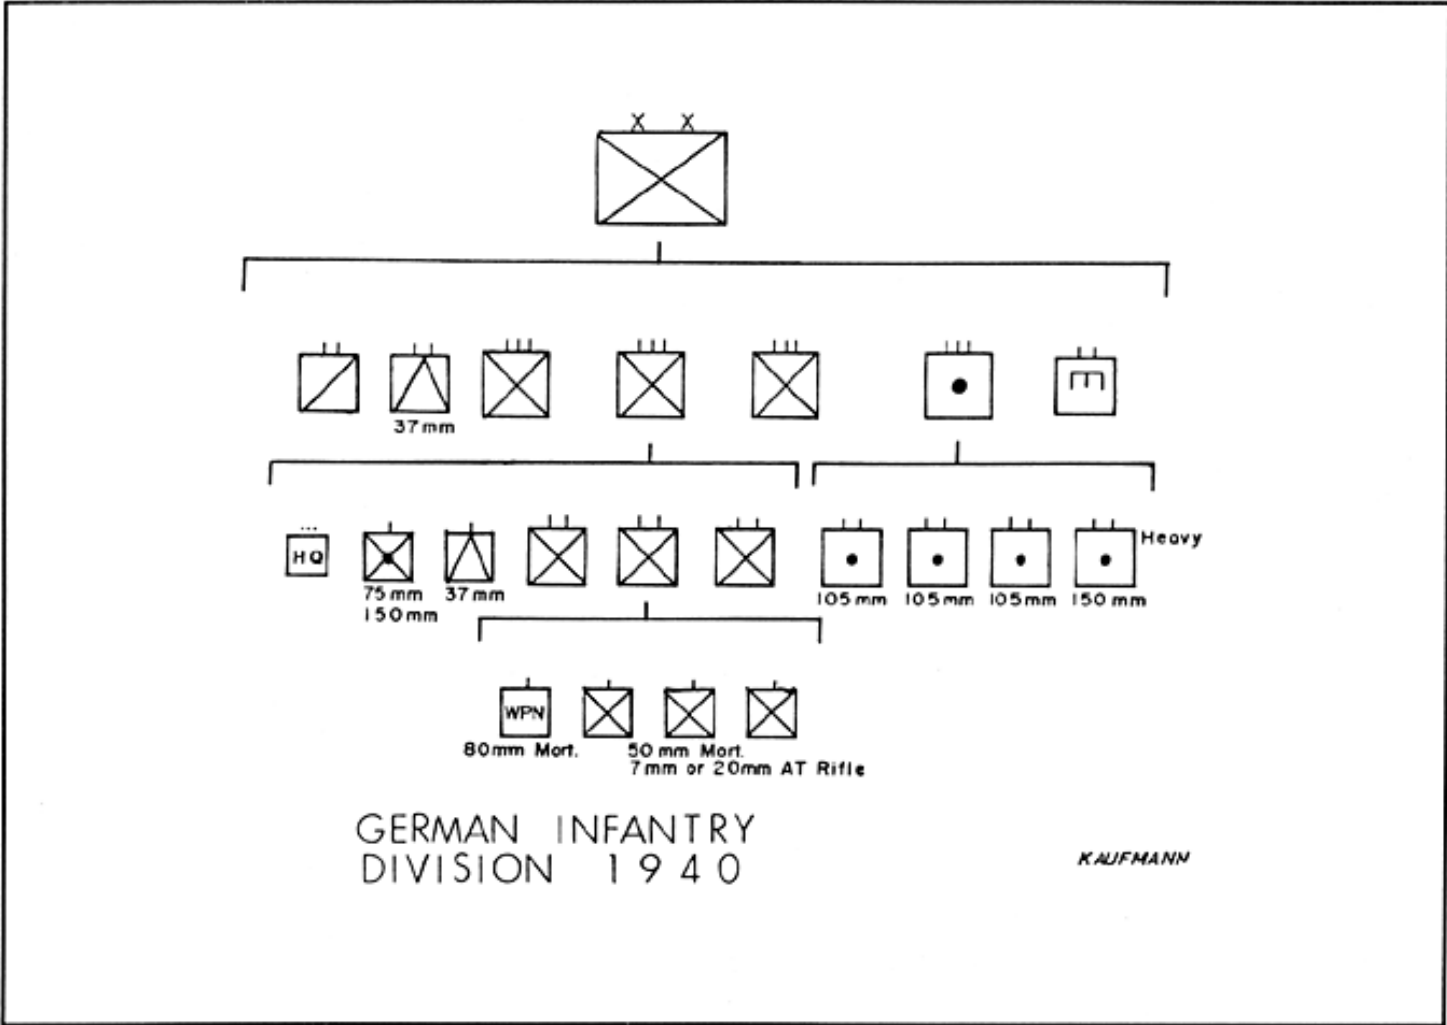 X X
37mm
HQ
75mm
150mm
37mm
105mm
105mm
105mm
150mm
Heavy
WPN
80mm Mort.
50mm Mort.
7mm or 20mm AT Rifle
GERMAN INFANTRY
DIVISION 1940
KAUFMANN